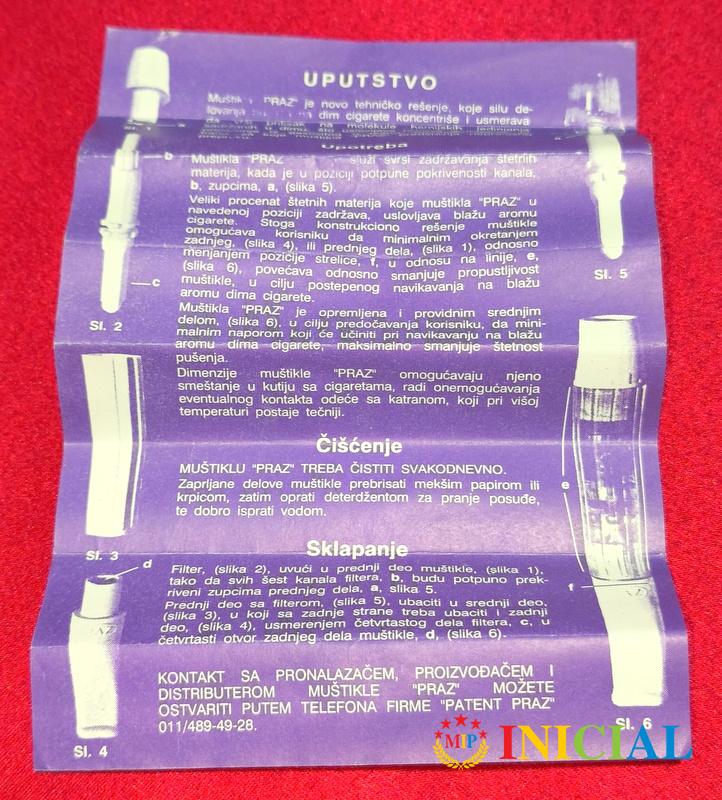 UPUTSTVO
PRAZ" je novo tehničko rešenje, koje silu de-
dim cigarete koncentriše i usmerava
na molekule hemijskih jedinjenja
Upotreba
Muštikla "PRAZ" služi svrsi zadržavanja štetnih
materija, kada je u poziciji potpune pokrivenosti kanala,
b, zupcima, a, (slika 5).
Veliki procenat štetnih materija koje muštikla "PRAZ" u
navedenoj poziciji zadržava, uslovljava blažu aromu
cigarete. Stoga konstrukciono rešenje muštikle
omogućava korisniku da minimalnim okretanjem
zadnjeg, (slika 4), ili prednjeg dela, (slika 1), odnosno
menjanjem pozicije strelice, f, u odnosu na linije, e,
(slika 6), povećava odnosno smanjuje propustljivost
muštikle, u cilju postepenog navikavanja na blažu
aromu dima cigarete.
Muštikla "PRAZ" je opremljena i providnim srednjim
delom, (slika 6), u cilju predočavanja korisniku, da mini-
malnim naporom koji će učiniti pri navikavanju na blažu
aromu dima cigarete, maksimalno smanjuje štetnost
pušenja.
Dimenzije muštikle "PRAZ" omogućavaju njeno
smeštanje u kutiju sa cigaretama, radi onemogućavanja
eventualnog kontakta odeće sa katranom, koji pri višoj
temperaturi postaje tečniji.
Čišćenje
MUŠTIKLU "PRAZ" TREBA ČISTITI SVAKODNEVNO.
Zaprijane delove muštikle prebrisati mekšim papirom ili
krpicom, zatim oprati deterdžentom za pranje posuđe,
te dobro isprati vodom.
Sklapanje
Filter, (slika 2), uvući u prednji deo muštikle, (slika 1),
tako da svih šest kanala filtera, b, budu potpuno prek-
riveni zupcima prednjeg dela, a, slika 5.
Prednji deo sa filterom, (slika 5), ubaciti u srednji deo,
(slika 3), u koji sa zadnje strane treba ubaciti i zadnji
deo, (slika 4), usmerenjem četvrtastog dela filtera, c, u
četvrtasti otvor zadnjeg dela muštikle, d, (slika 6).
KONTAKT SA PRONALAZAČEM, PROIZVOĐAČEM I
DISTRIBUTEROM MUŠTIKLE "PRAZ" MOŽETE
OSTVARITI PUTEM TELEFONA FIRME "PATENT PRAZ"
011/489-49-28.
b
c
Sl. 2
Sl. 3
d
Sl. 4
Sl. 5
e
f
Sl. 6
MIP INICIAL